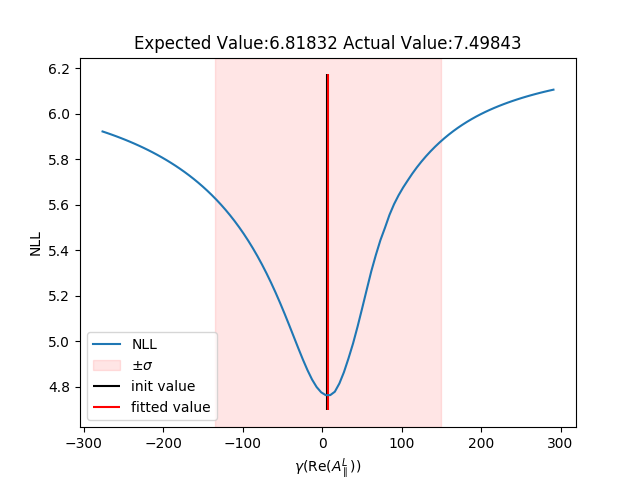 Expected Value:6.81832 Actual Value:7.49843
6.2
6.0
5.8
5.6
5.4
5.2
5.0
4.8
NLL
NLL
±σ
init value
fitted value
−300 −200 −100 0 100 200 300
γ(Re(A_∥^L))